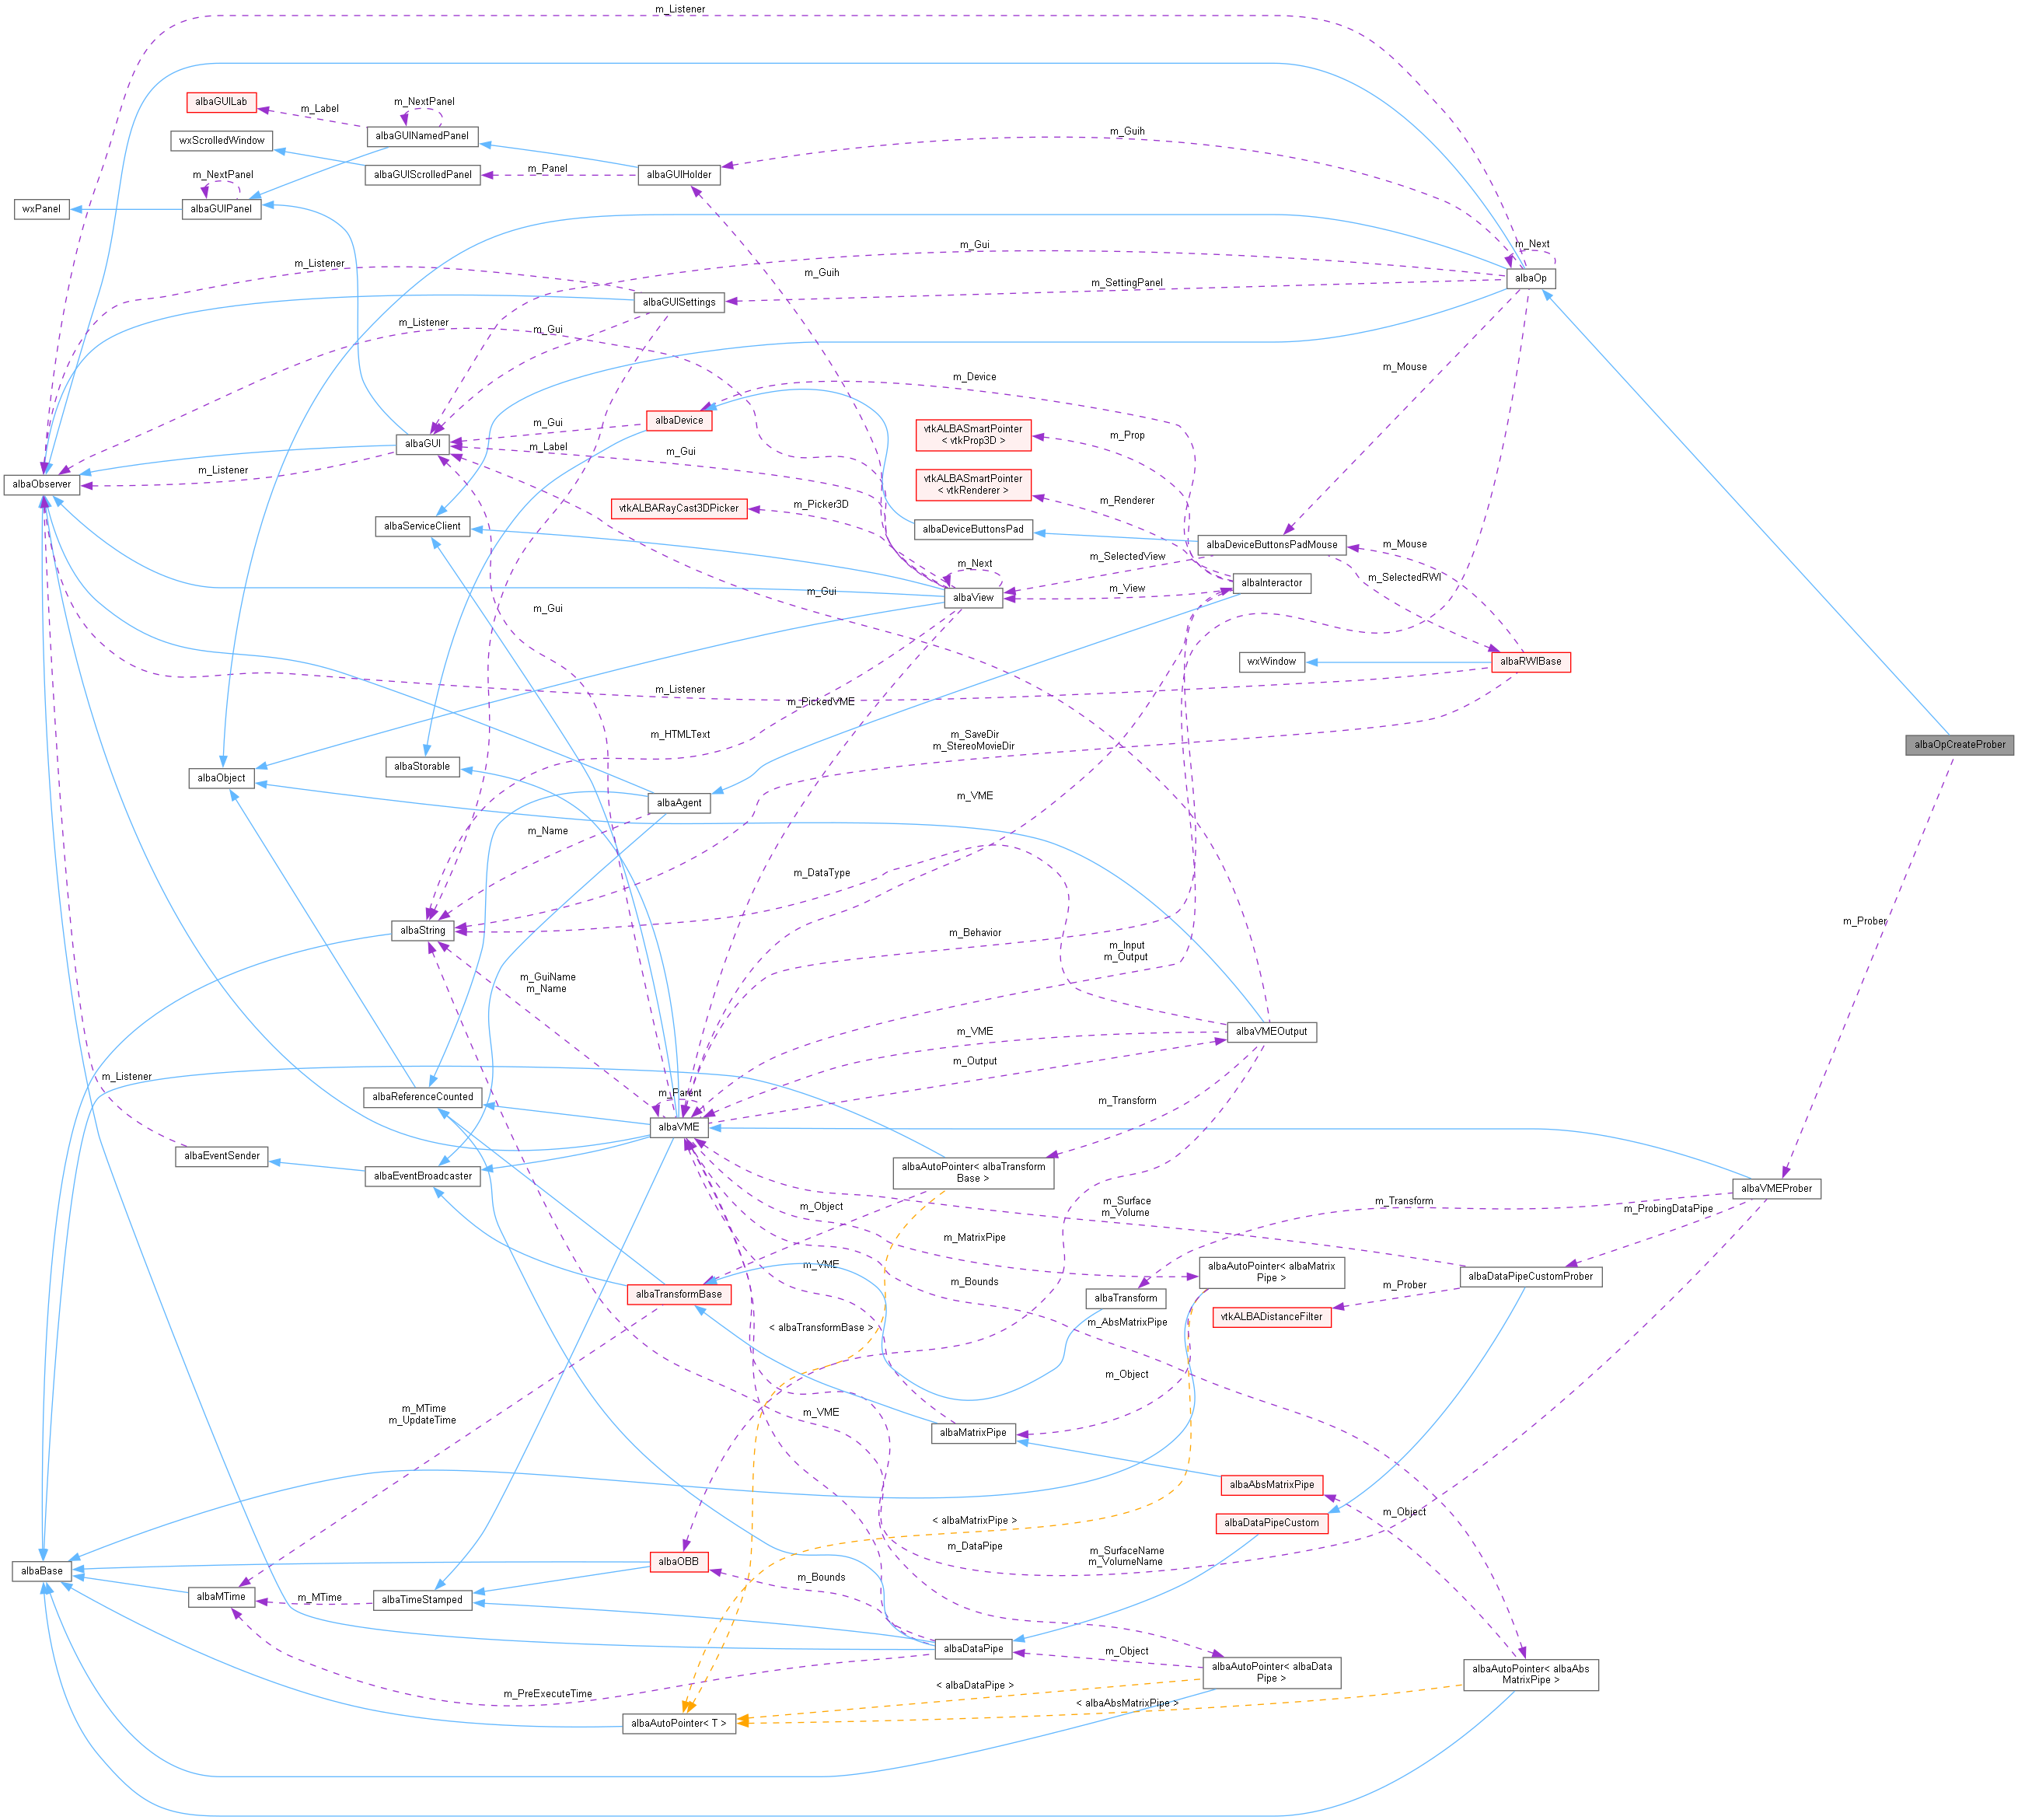 m_Listener
albaGUILab
m_Label
m_NextPanel
albaGUINamedPanel
wxScrolledWindow
m_Guih
albaGUIScrolledPanel
m_Panel
albaGUIHolder
m_NextPanel
wxPanel
albaGUIPanel
m_Gui
m_Next
m_Listener
m_Guih
albaOp
m_SettingPanel
albaGUISettings
m_Listener
m_Gui
m_Mouse
m_Device
albaDevice
m_Gui
vtkALBASmartPointer
< vtkProp3D >
m_Prop
albaGUI
m_Label
m_Gui
m_Listener
albaObserver
vtkALBASmartPointer
< vtkRenderer >
m_Renderer
vtkALBARayCast3DPicker
m_Picker3D
albaServiceClient
albaDeviceButtonsPad
albaDeviceButtonsPadMouse
m_Mouse
m_SelectedView
m_Next
m_SelectedRWI
albaInteractor
m_View
albaView
m_Gui
m_Gui
wxWindow
albaRWIBase
m_Listener
m_PickedVME
m_HTMLText
m_SaveDir
m_StereoMovieDir
albaOpCreateProber
albaStorable
albaObject
m_VME
albaAgent
m_Name
m_DataType
m_Prober
albaString
m_Behavior
m_Input
m_Output
m_GuiName
m_Name
m_VME
albaVMEOutput
m_Output
m_Listener
m_Parent
albaReferenceCounted
m_Transform
albaVME
albaEventSender
albaEventBroadcaster
albaAutoPointer< albaTransform
Base >
albaVMEProber
m_Object
m_Surface
m_Volume
m_Transform
m_ProbingDataPipe
m_MatrixPipe
m_VME
albaAutoPointer< albaMatrix
Pipe >
albaDataPipeCustomProber
m_Bounds
m_Prober
albaTransformBase
albaTransform
vtkALBADistanceFilter
< albaTransformBase >
m_AbsMatrixPipe
m_Object
m_MTime
m_UpdateTime
m_VME
albaMatrixPipe
albaAbsMatrixPipe
m_Object
< albaMatrixPipe >
albaDataPipeCustom
m_DataPipe
m_SurfaceName
m_VolumeName
albaBase
albaOBB
m_Bounds
albaMTime
m_MTime
albaTimeStamped
albaDataPipe
m_Object
albaAutoPointer< albaData
Pipe >
albaAutoPointer< albaAbs
MatrixPipe >
< albaDataPipe >
m_PreExecuteTime
< albaAbsMatrixPipe >
albaAutoPointer< T >